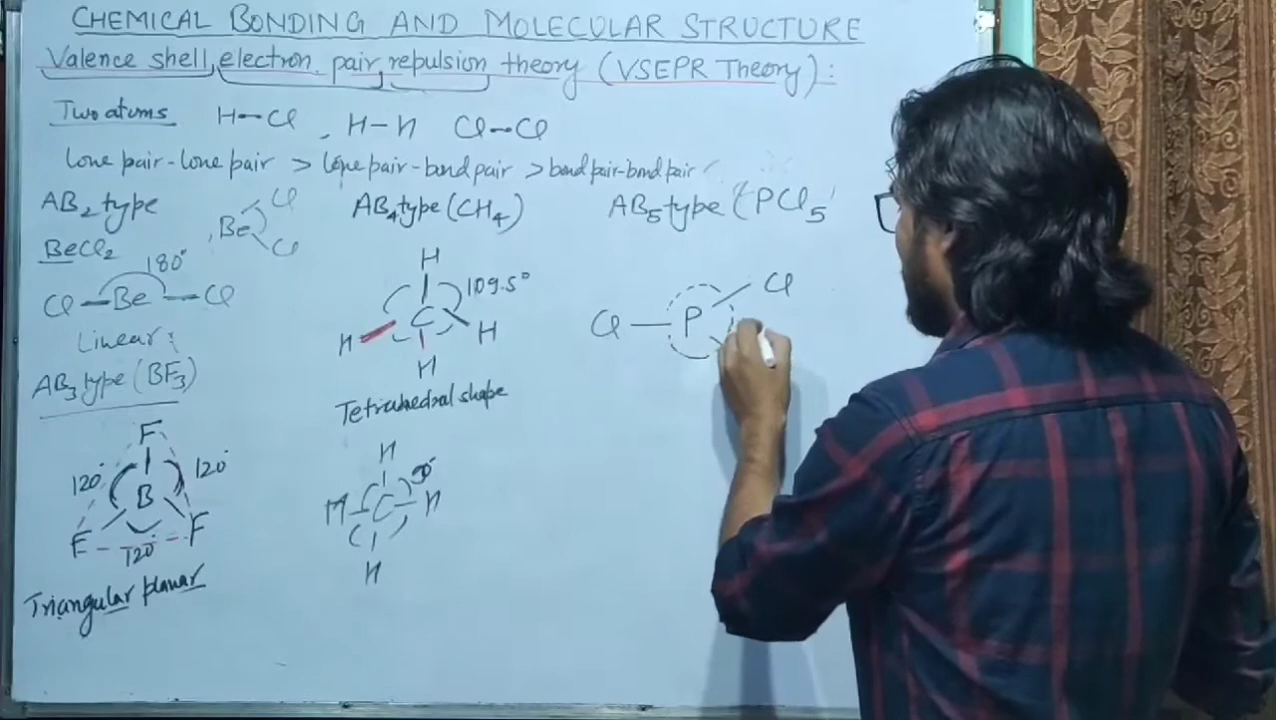 CHEMICAL BONDING AND MOLECULAR STRUCTURE
Valence shell electron pair repulsion theory (VSEPR Theory):
Two atoms H-Cl , H-H Cl-Cl
Lone pair-Lone pair > Lone pair-bond pair > bond pair-bond pair
AB2 type
BeCl2
Be Cl Cl
180°
Cl-Be-Cl
Linear:
AB3 type (BF3)
F
120° 120°
B
F 120° F
Triangular planar
AB4 type (CH4)
H
109.5°
C
H H
H
Tetrahedral shape
H
90°
H-C-H
H
AB5 type (PCl5
Cl
Cl-P